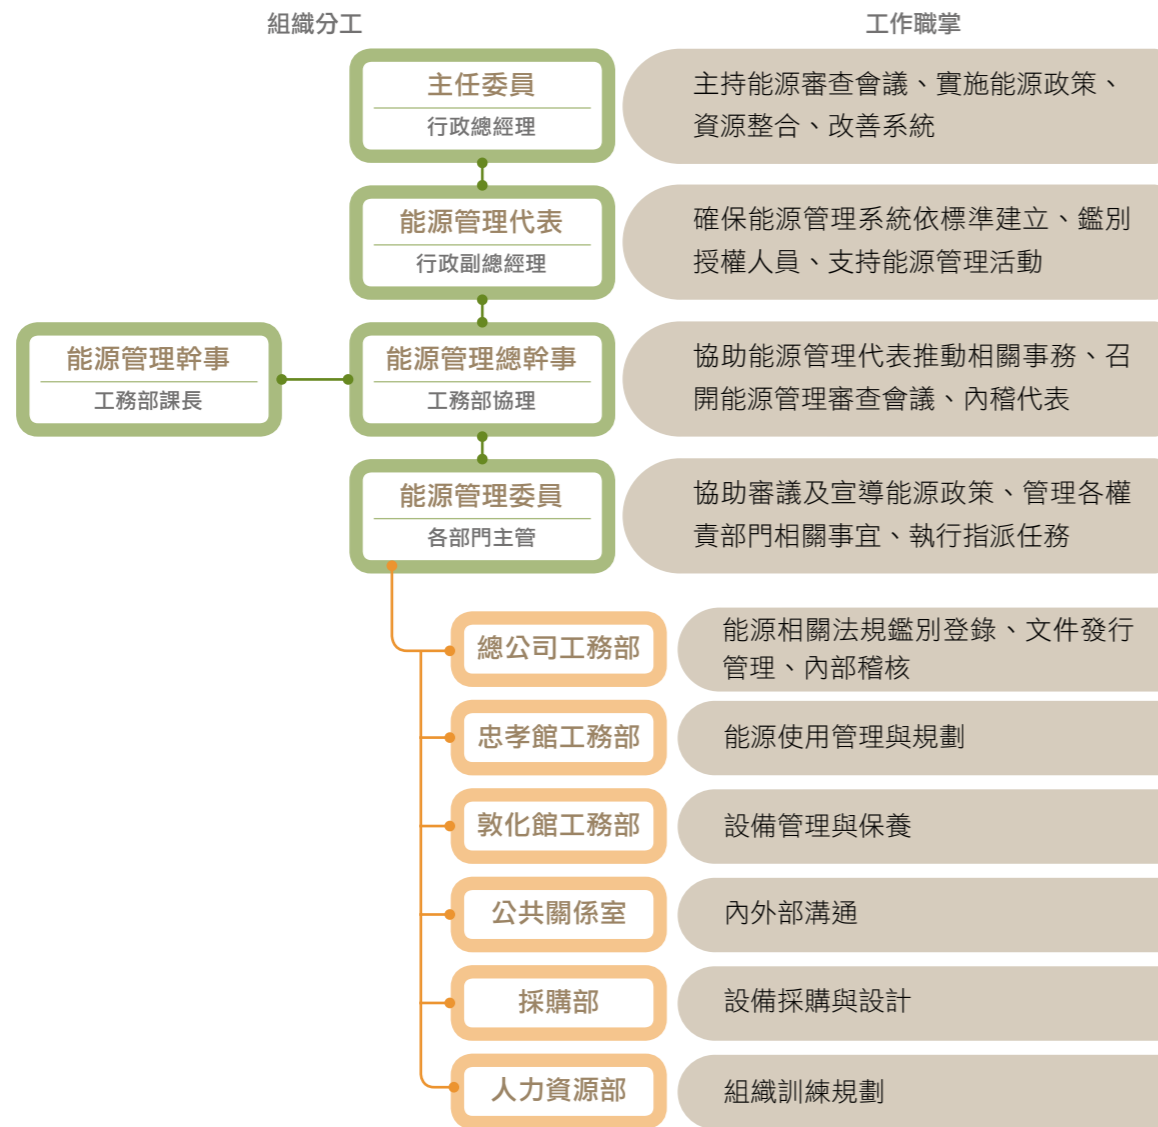 組織分工
工作職掌
主任委員
行政總經理
主持能源審查會議、實施能源政策、
資源整合、改善系統
能源管理代表
行政副總經理
確保能源管理系統依標準建立、鑑別
授權人員、支持能源管理活動
能源管理幹事
工務部課長
能源管理總幹事
工務部協理
協助能源管理代表推動相關事務、召
開能源管理審查會議、內稽代表
能源管理委員
各部門主管
協助審議及宣導能源政策、管理各權
責部門相關事宜、執行指派任務
總公司工務部
能源相關法規鑑別登錄、文件發行
管理、內部稽核
忠孝館工務部
能源使用管理與規劃
敦化館工務部
設備管理與保養
公共關係室
內外部溝通
採購部
設備採購與設計
人力資源部
組織訓練規劃